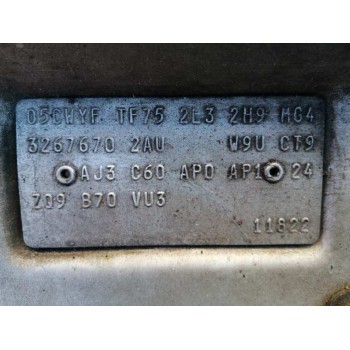 05CWYF TF75 2L3 2H9 HG4
3267670 2AU W9U CT9
AJ3 C60 AP0 AP1 24
Z09 B70 VU3
11822